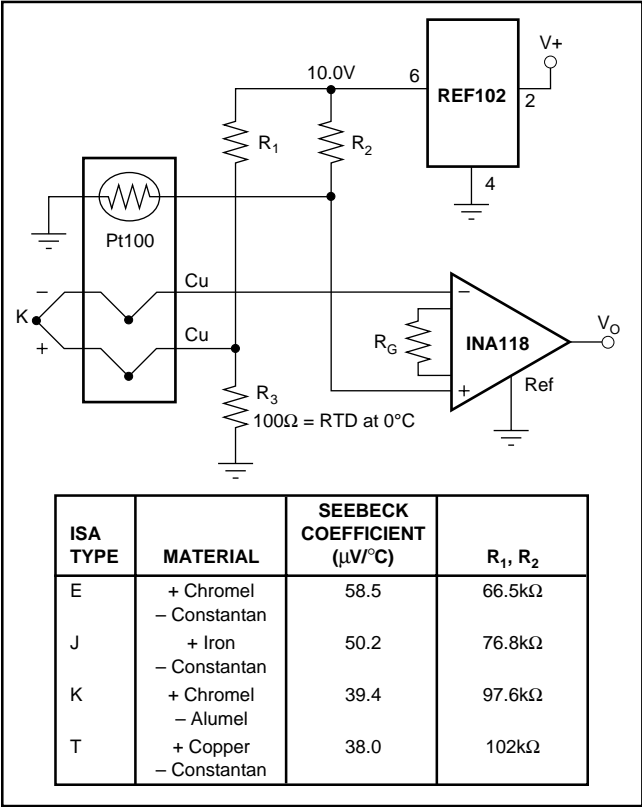 V+
10.0V
6
REF102
2
R1
R2
4
Pt100
Cu
–
K
Cu
+
–
RG
INA118
VO
+
Ref
R3
100Ω = RTD at 0°C
ISA TYPE
MATERIAL
SEEBECK COEFFICIENT (μV/°C)
R1, R2
E
+ Chromel
– Constantan
58.5
66.5kΩ
J
+ Iron
– Constantan
50.2
76.8kΩ
K
+ Chromel
– Alumel
39.4
97.6kΩ
T
+ Copper
– Constantan
38.0
102kΩ